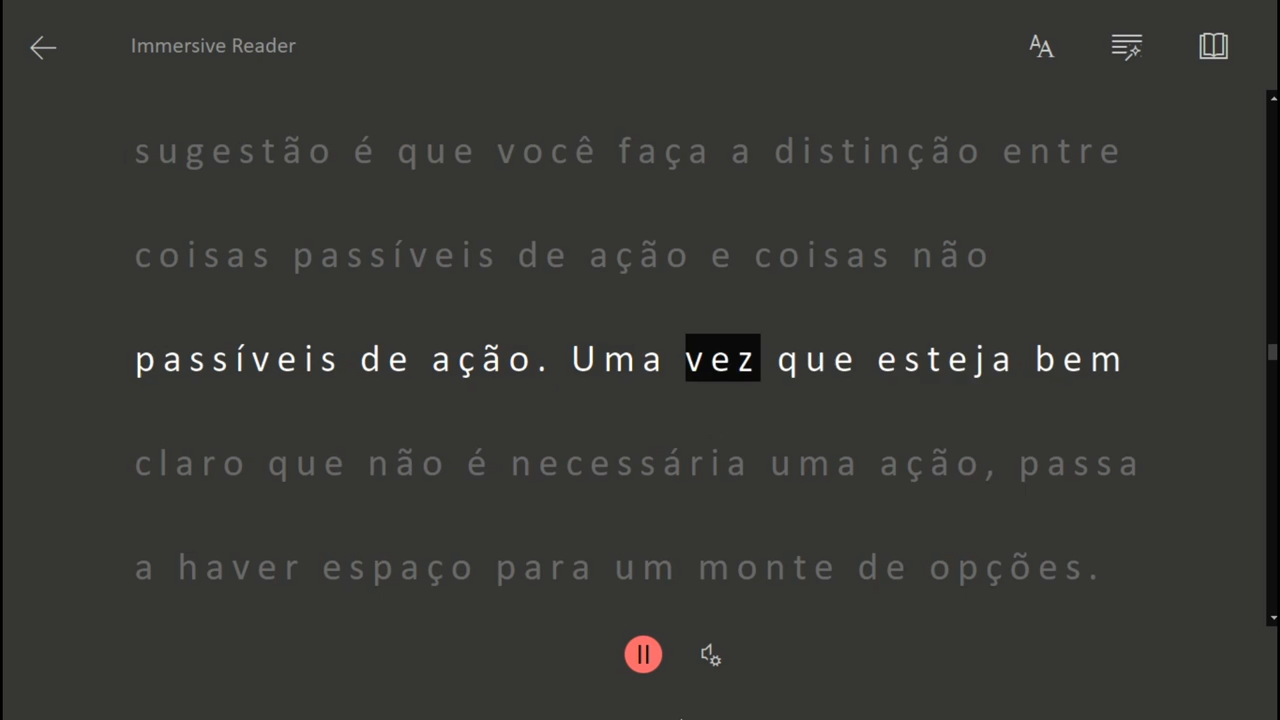 Immersive Reader
sugestão é que você faça a distinção entre
coisas passíveis de ação e coisas não
passíveis de ação. Uma vez que esteja bem
claro que não é necessária uma ação, passa
a haver espaço para um monte de opções.